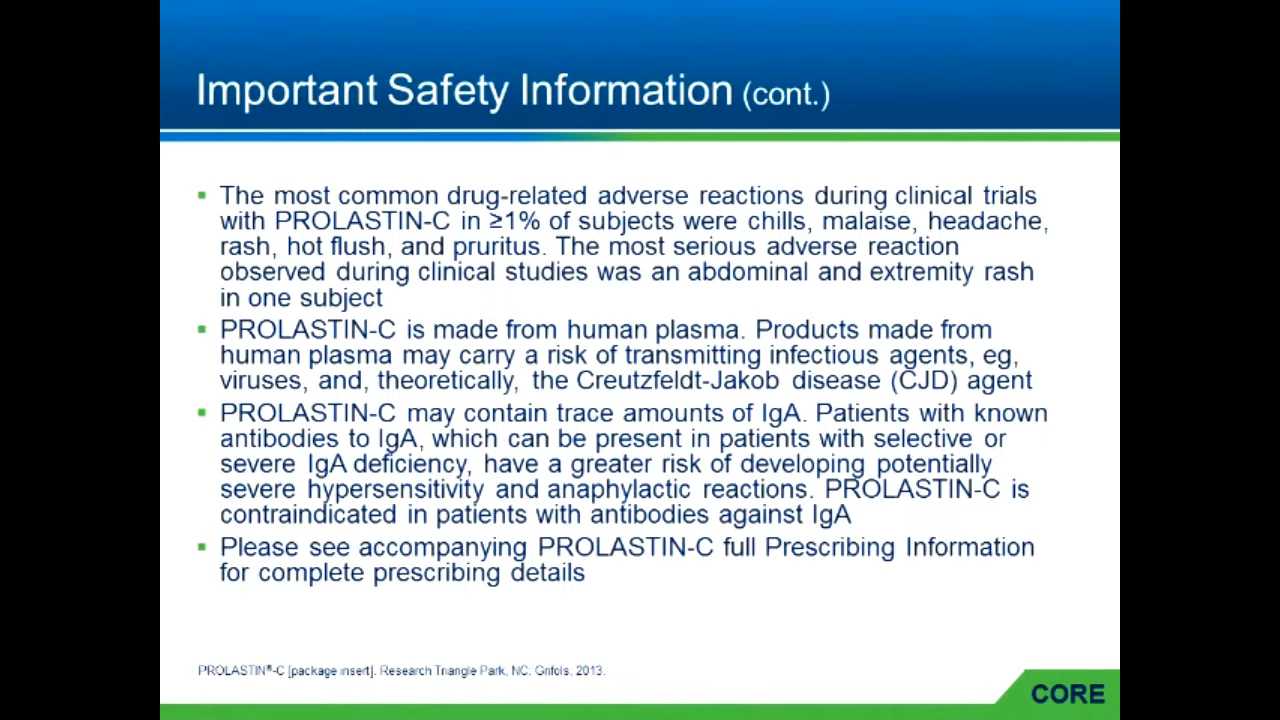 Important Safety Information (cont.)
▪ The most common drug-related adverse reactions during clinical trials
with PROLASTIN-C in ≥1% of subjects were chills, malaise, headache,
rash, hot flush, and pruritus. The most serious adverse reaction
observed during clinical studies was an abdominal and extremity rash
in one subject
▪ PROLASTIN-C is made from human plasma. Products made from
human plasma may carry a risk of transmitting infectious agents, eg,
viruses, and, theoretically, the Creutzfeldt-Jakob disease (CJD) agent
▪ PROLASTIN-C may contain trace amounts of IgA. Patients with known
antibodies to IgA, which can be present in patients with selective or
severe IgA deficiency, have a greater risk of developing potentially
severe hypersensitivity and anaphylactic reactions. PROLASTIN-C is
contraindicated in patients with antibodies against IgA
▪ Please see accompanying PROLASTIN-C full Prescribing Information
for complete prescribing details
PROLASTIN®-C [package insert]. Research Triangle Park, NC: Grifols, 2013.
CORE